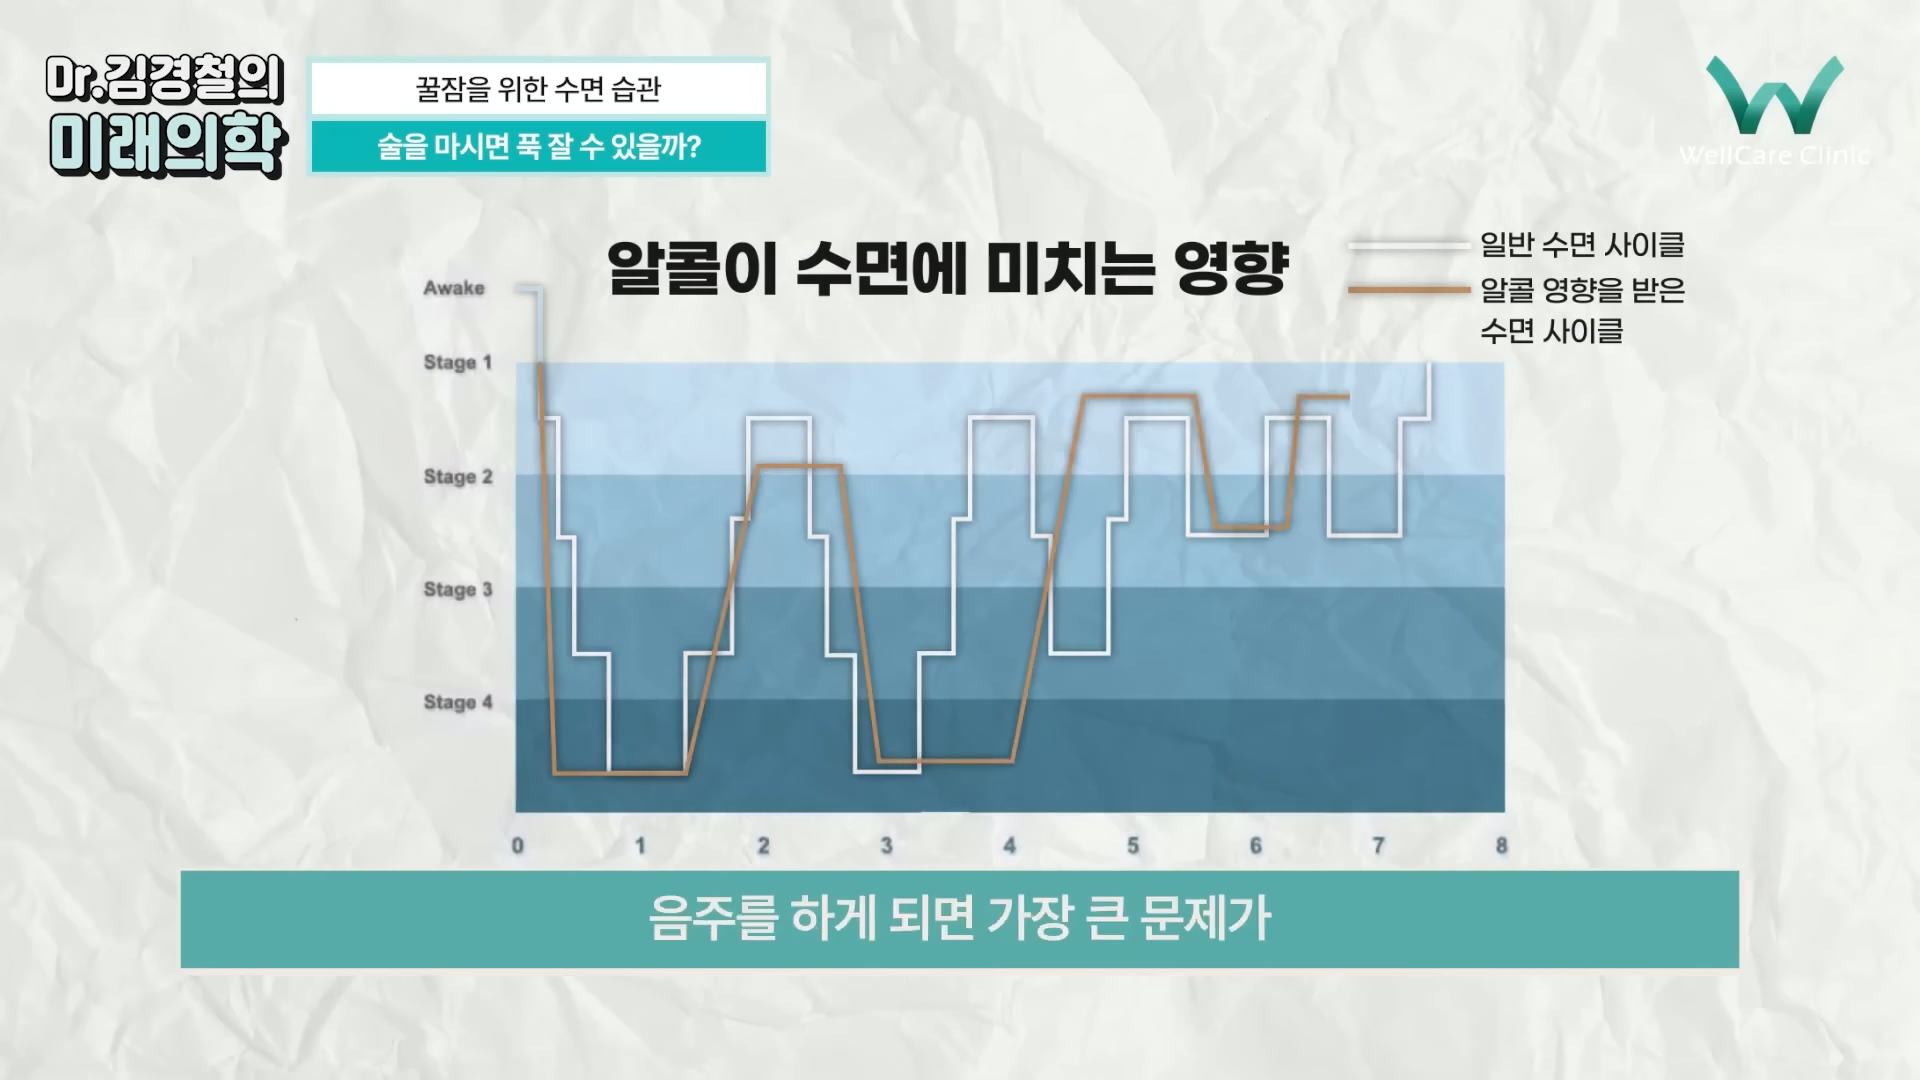 Dr.김경철의
미래의학
꿀잠을 위한 수면 습관
술을 마시면 푹 잘 수 있을까?
WellCare Clinic
알콜이 수면에 미치는 영향
일반 수면 사이클
알콜 영향을 받은
수면 사이클
Awake
Stage 1
Stage 2
Stage 3
Stage 4
0 1 2 3 4 5 6 7 8
음주를 하게 되면 가장 큰 문제가